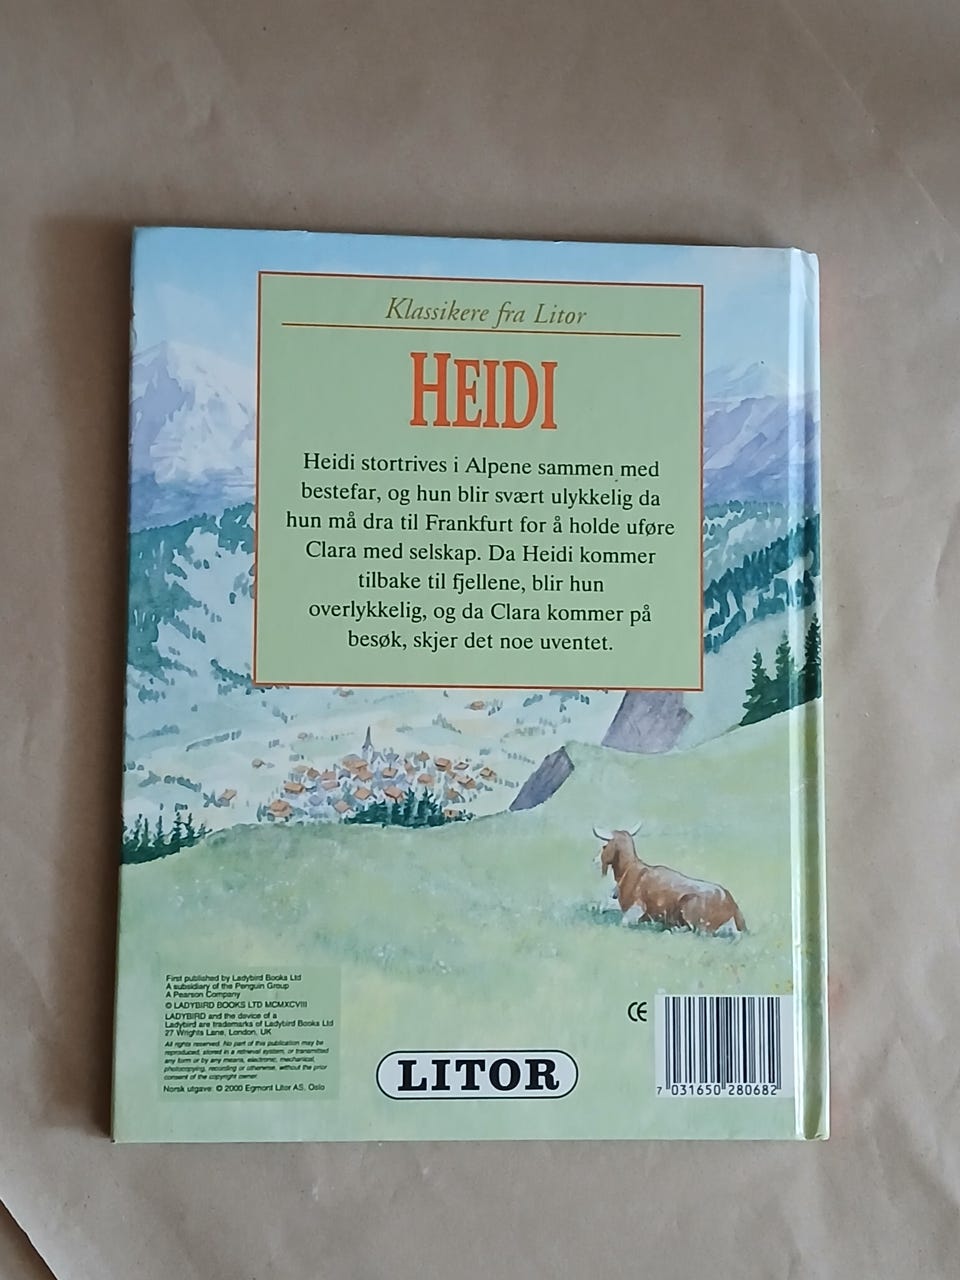 Klassikere fra Litor
HEIDI
Heidi stortrives i Alpene sammen med
bestefar, og hun blir svært ulykkelig da
hun må dra til Frankfurt for å holde uføre
Clara med selskap. Da Heidi kommer
tilbake til fjellene, blir hun
overlykkelig, og da Clara kommer på
besøk, skjer det noe uventet.
First published by Ladybird Books Ltd
A subsidiary of the Penguin Group
A Pearson Company
© LADYBIRD BOOKS LTD MCMXCVIII
LADYBIRD and the device of a
Ladybird are trademarks of Ladybird Books Ltd
27 Wrights Lane, London, UK
All rights reserved. No part of this publication may be
reproduced, stored in a retrieval system, or transmitted
any form or by any means, electronic, mechanical,
photocopying, recording or otherwise, without the prior
consent of the copyright owner.
Norsk utgave: © 2000 Egmont Litor AS, Oslo
LITOR
CE
7 031650 280682